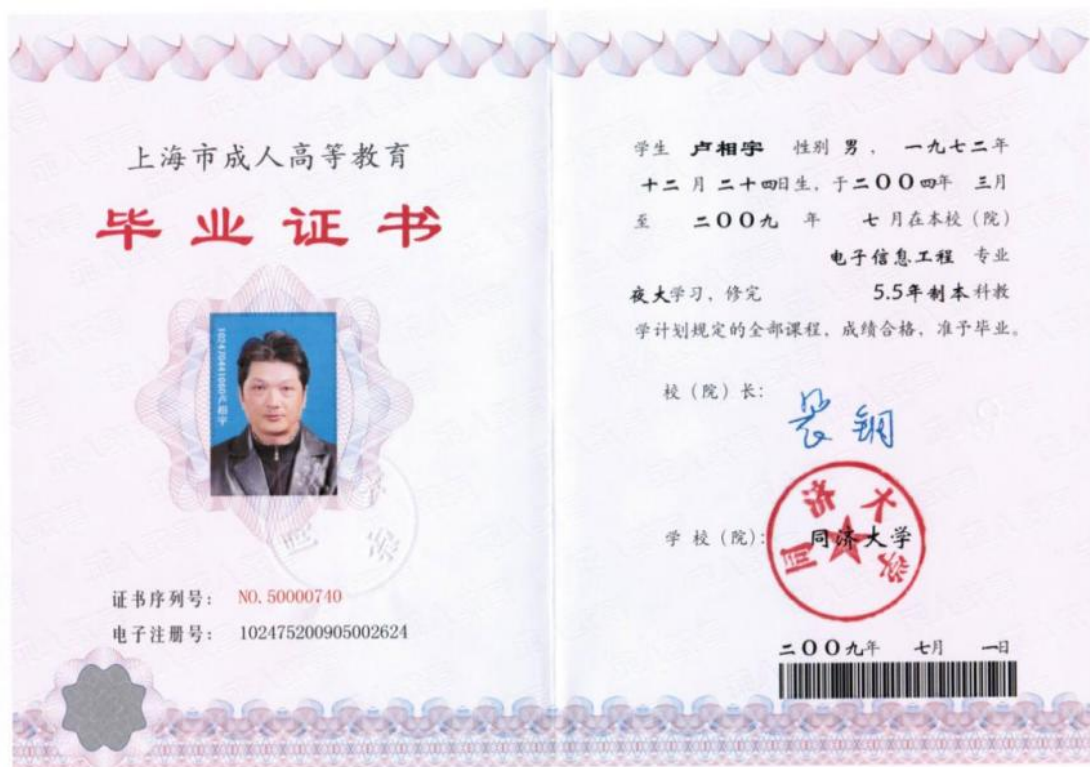 上海市成人高等教育
毕业证书
证书序列号： NO. 50000740
电子注册号： 102475200905002624
学生 卢相宇 性别 男， 一九七二年
十二 月 二十四日生，于二〇〇四年 三月
至 二〇〇九 年 七 月在本校（院）
电子信息工程 专业
夜大学习，修完 5.5年制本科教
学计划规定的全部课程，成绩合格，准予毕业。
校（院）长：
裴钢
学 校（院）：
同济大学
同济大学
二〇〇九年 七月 一日